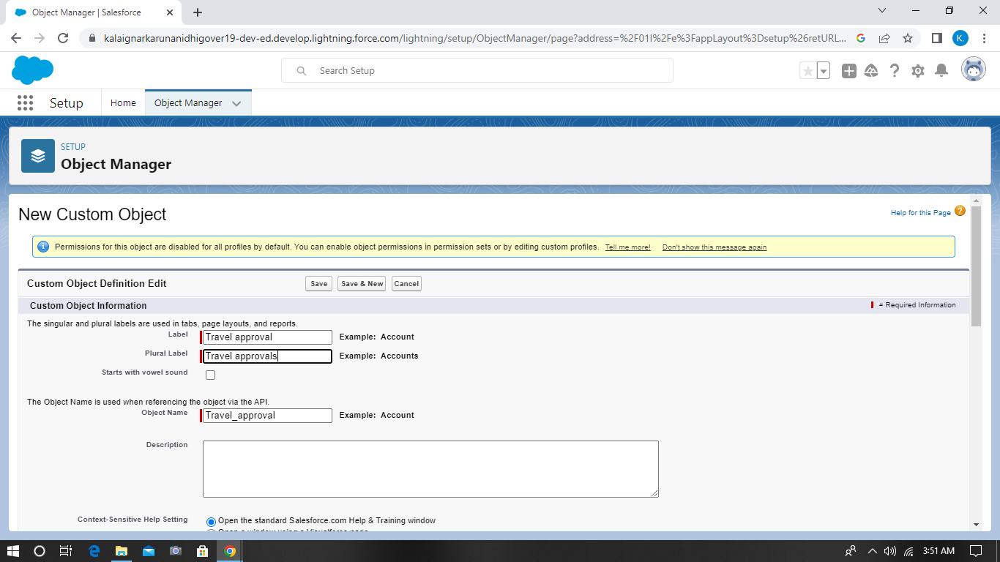 Object Manager | Salesforce
kalaignarkarunanidhigover19-dev-ed.develop.lightning.force.com/lightning/setup/ObjectManager/page?address=%2F01I%2Fe%3FappLayout%3Dsetup%26retURL...
K.
Search Setup
Setup
Home
Object Manager
SETUP
Object Manager
New Custom Object
Help for this Page
Permissions for this object are disabled for all profiles by default. You can enable object permissions in permission sets or by editing custom profiles. Tell me more! Don't show this message again
Custom Object Definition Edit Save Save & New Cancel
Custom Object Information = Required Information
The singular and plural labels are used in tabs, page layouts, and reports.
Label Travel approval Example: Account
Plural Label Travel approvals Example: Accounts
Starts with vowel sound
The Object Name is used when referencing the object via the API.
Object Name Travel_approval Example: Account
Description
Context-Sensitive Help Setting Open the standard Salesforce.com Help & Training window
Open a window using a Visualforce page
3:51 AM